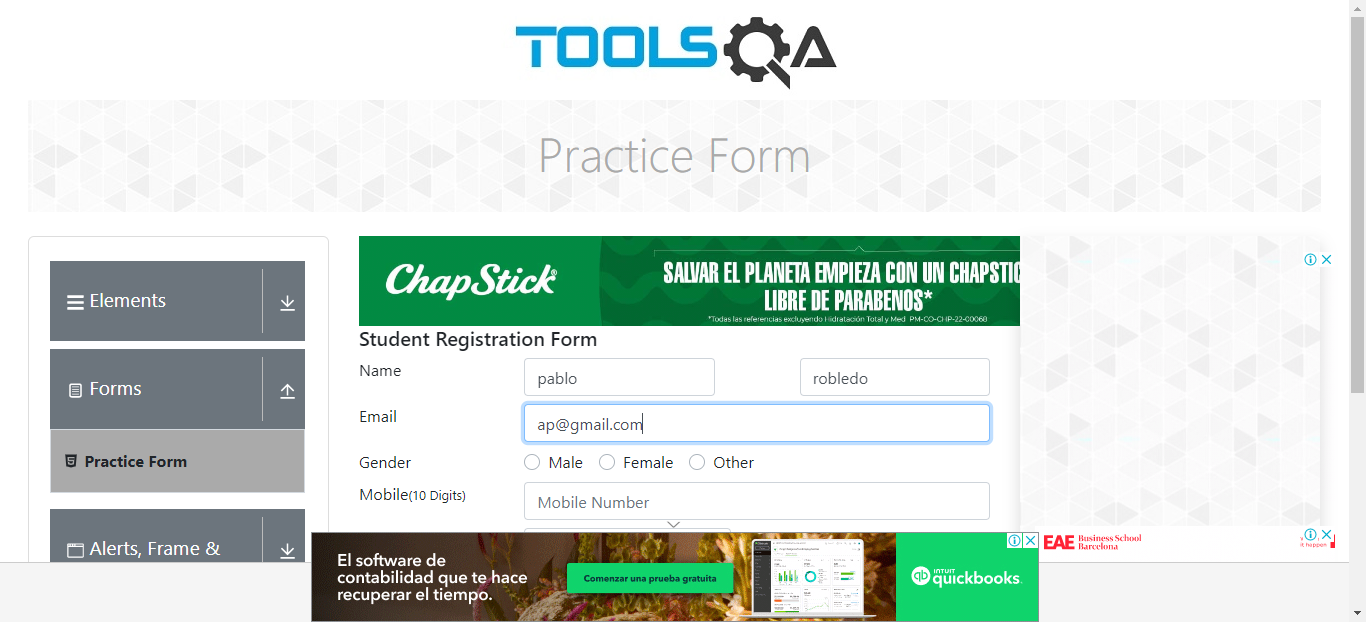 TOOLSQA
Practice Form
Elements
Forms
Practice Form
Alerts, Frame &
ChapStick®
SALVAR EL PLANETA EMPIEZA CON UN CHAPSTIC
LIBRE DE PARABENOS*
*Todas las referencias excluyendo Hidratación Total y Med PM-CO-CHP-22-00068
Student Registration Form
Name
pablo
robledo
Email
ap@gmail.com
Gender
Male
Female
Other
Mobile(10 Digits)
Mobile Number
El software de
contabilidad que te hace
recuperar el tiempo.
Comenzar una prueba gratuita
INTUIT
quickbooks.
EAE Business School
Barcelona
it happen